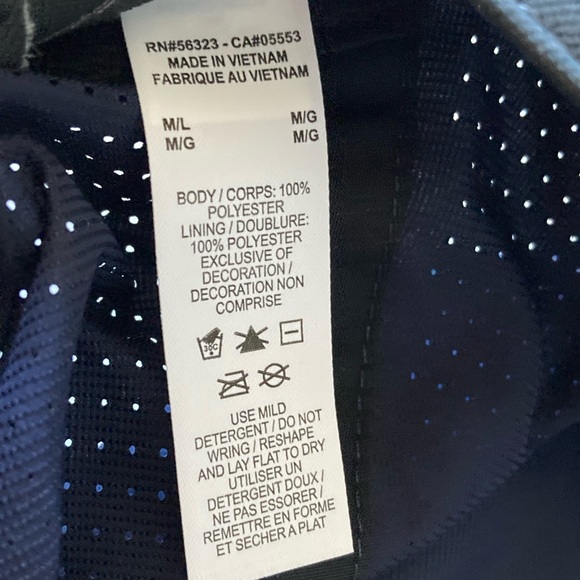 RN#56323 - CA#05553
MADE IN VIETNAM
FABRIQUE AU VIETNAM
M/L M/G
M/G M/G
BODY / CORPS: 100%
POLYESTER
LINING / DOUBLURE:
100% POLYESTER
EXCLUSIVE OF
DECORATION /
DECORATION NON
COMPRISE
30C
USE MILD
DETERGENT / DO NOT
WRING / RESHAPE
AND LAY FLAT TO DRY
UTILISER UN
DETERGENT DOUX /
NE PAS ESSORER /
REMETTRE EN FORME
ET SECHER A PLAT